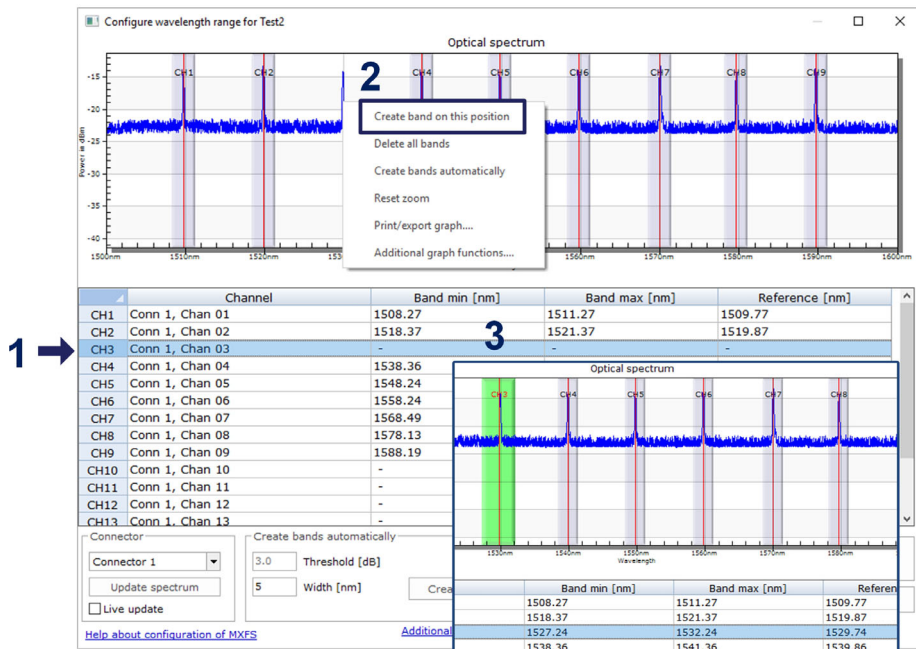 Configure wavelength range for Test2
Optical spectrum
2
CH1 CH2 CH4 CH5 CH6 CH7 CH8 CH9
-15
-20
-25
-30
-35
-40
Power in dBm
Create band on this position
Delete all bands
Create bands automatically
Reset zoom
Print/export graph....
Additional graph functions....
1500nm 1510nm 1520nm 1560nm 1570nm 1580nm 1590nm 1600nm
Channel Band min [nm] Band max [nm] Reference [nm]
CH1 Conn 1, Chan 01 1508.27 1511.27 1509.77
CH2 Conn 1, Chan 02 1518.37 1521.37 1519.87
1
CH3 Conn 1, Chan 03 - - -
CH4 Conn 1, Chan 04 1538.36
CH5 Conn 1, Chan 05 1548.24
CH6 Conn 1, Chan 06 1558.24
CH7 Conn 1, Chan 07 1568.49
CH8 Conn 1, Chan 08 1578.13
CH9 Conn 1, Chan 09 1588.19
CH10 Conn 1, Chan 10 -
CH11 Conn 1, Chan 11 -
CH12 Conn 1, Chan 12 -
CH13 Conn 1, Chan 13 -
3
Optical spectrum
CH3 CH4 CH5 CH6 CH7 CH8
1530nm 1540nm 1550nm 1560nm 1570nm 1580nm
Wavelength
Band min [nm] Band max [nm] Referen
1508.27 1511.27 1509.77
1518.37 1521.37 1519.87
1527.24 1532.24 1529.74
1538.36 1541.36 1539.86
Connector
Connector 1
Update spectrum
Live update
Create bands automatically
3.0 Threshold [dB]
5 Width [nm]
Crea
Help about configuration of MXFS
Additional